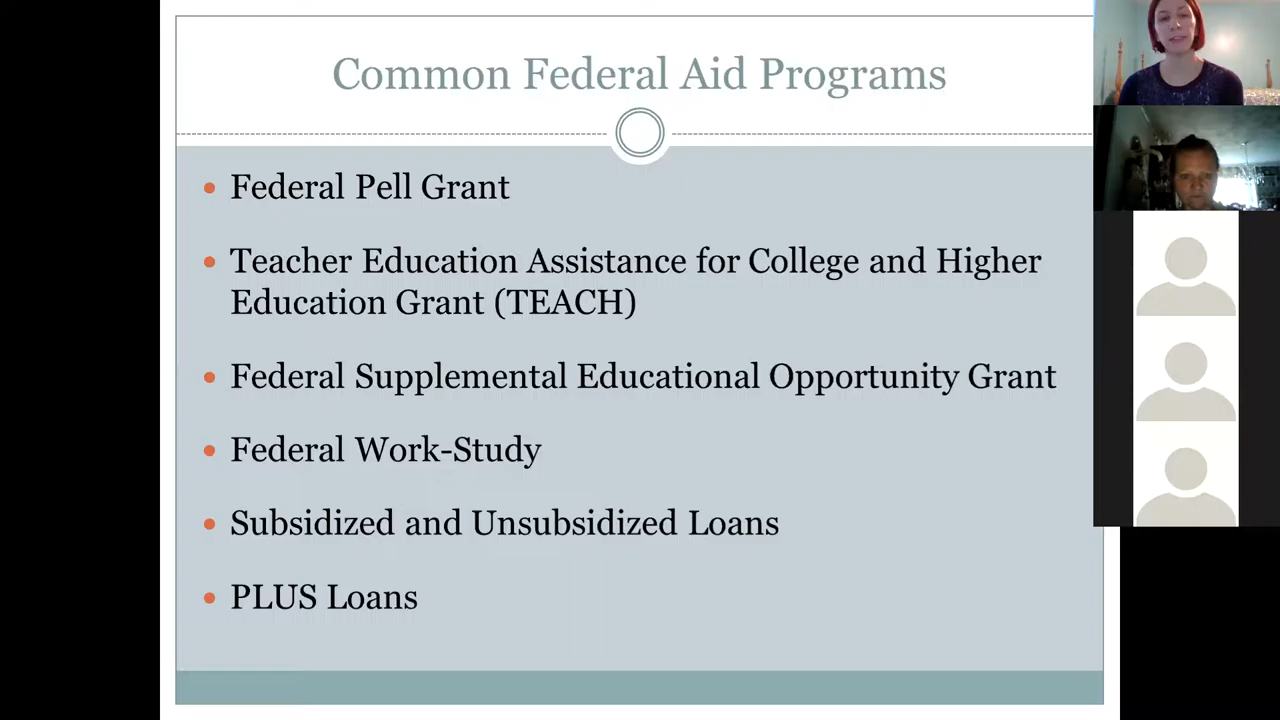 Common Federal Aid Programs
Federal Pell Grant
Teacher Education Assistance for College and Higher
Education Grant (TEACH)
Federal Supplemental Educational Opportunity Grant
Federal Work-Study
Subsidized and Unsubsidized Loans
PLUS Loans